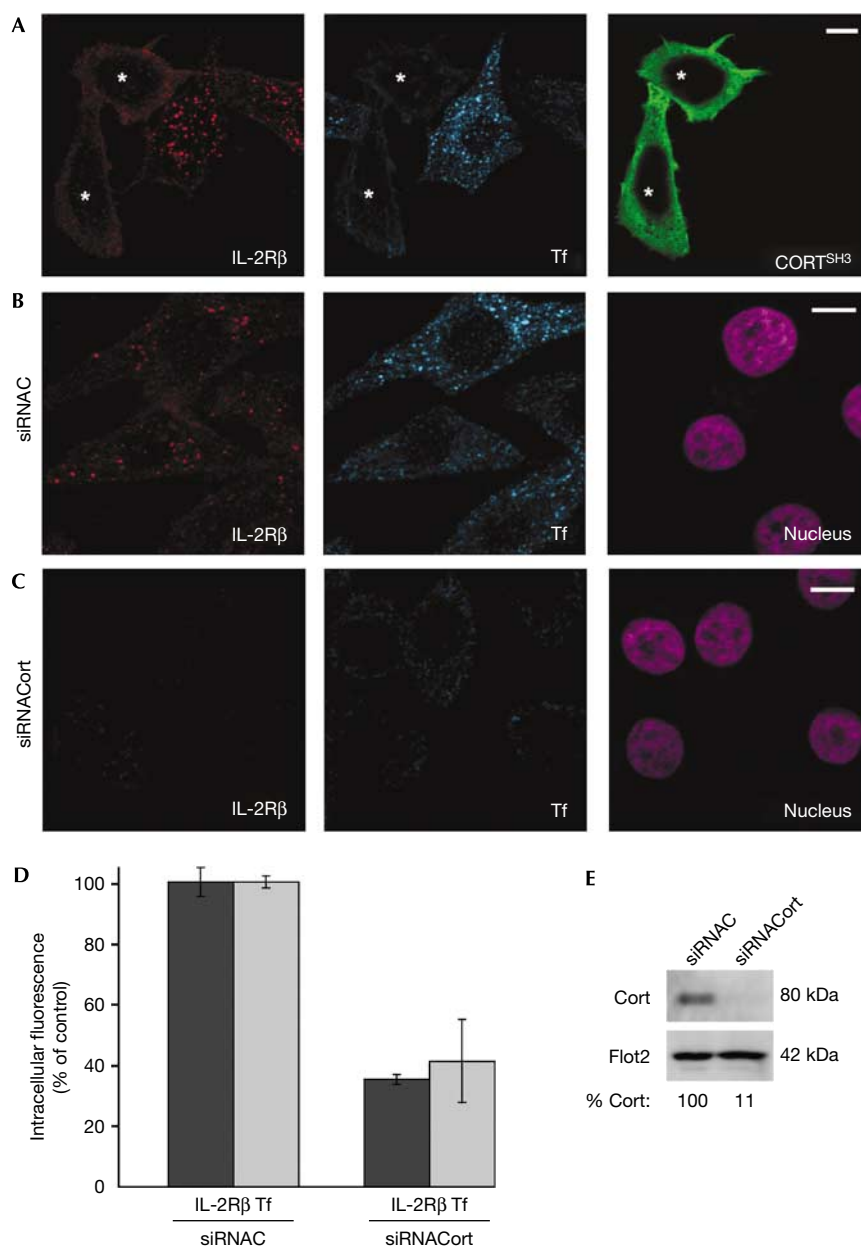 A
*
*
IL-2Rβ
*
*
Tf
*
*
CORTSH3
B
siRNAC
IL-2Rβ
Tf
Nucleus
C
siRNACort
IL-2Rβ
Tf
Nucleus
D
Intracellular fluorescence
(% of control)
100
80
60
40
20
0
IL-2Rβ Tf
IL-2Rβ Tf
siRNAC
siRNACort
E
siRNAC
siRNACort
Cort
80 kDa
Flot2
42 kDa
% Cort: 100 11